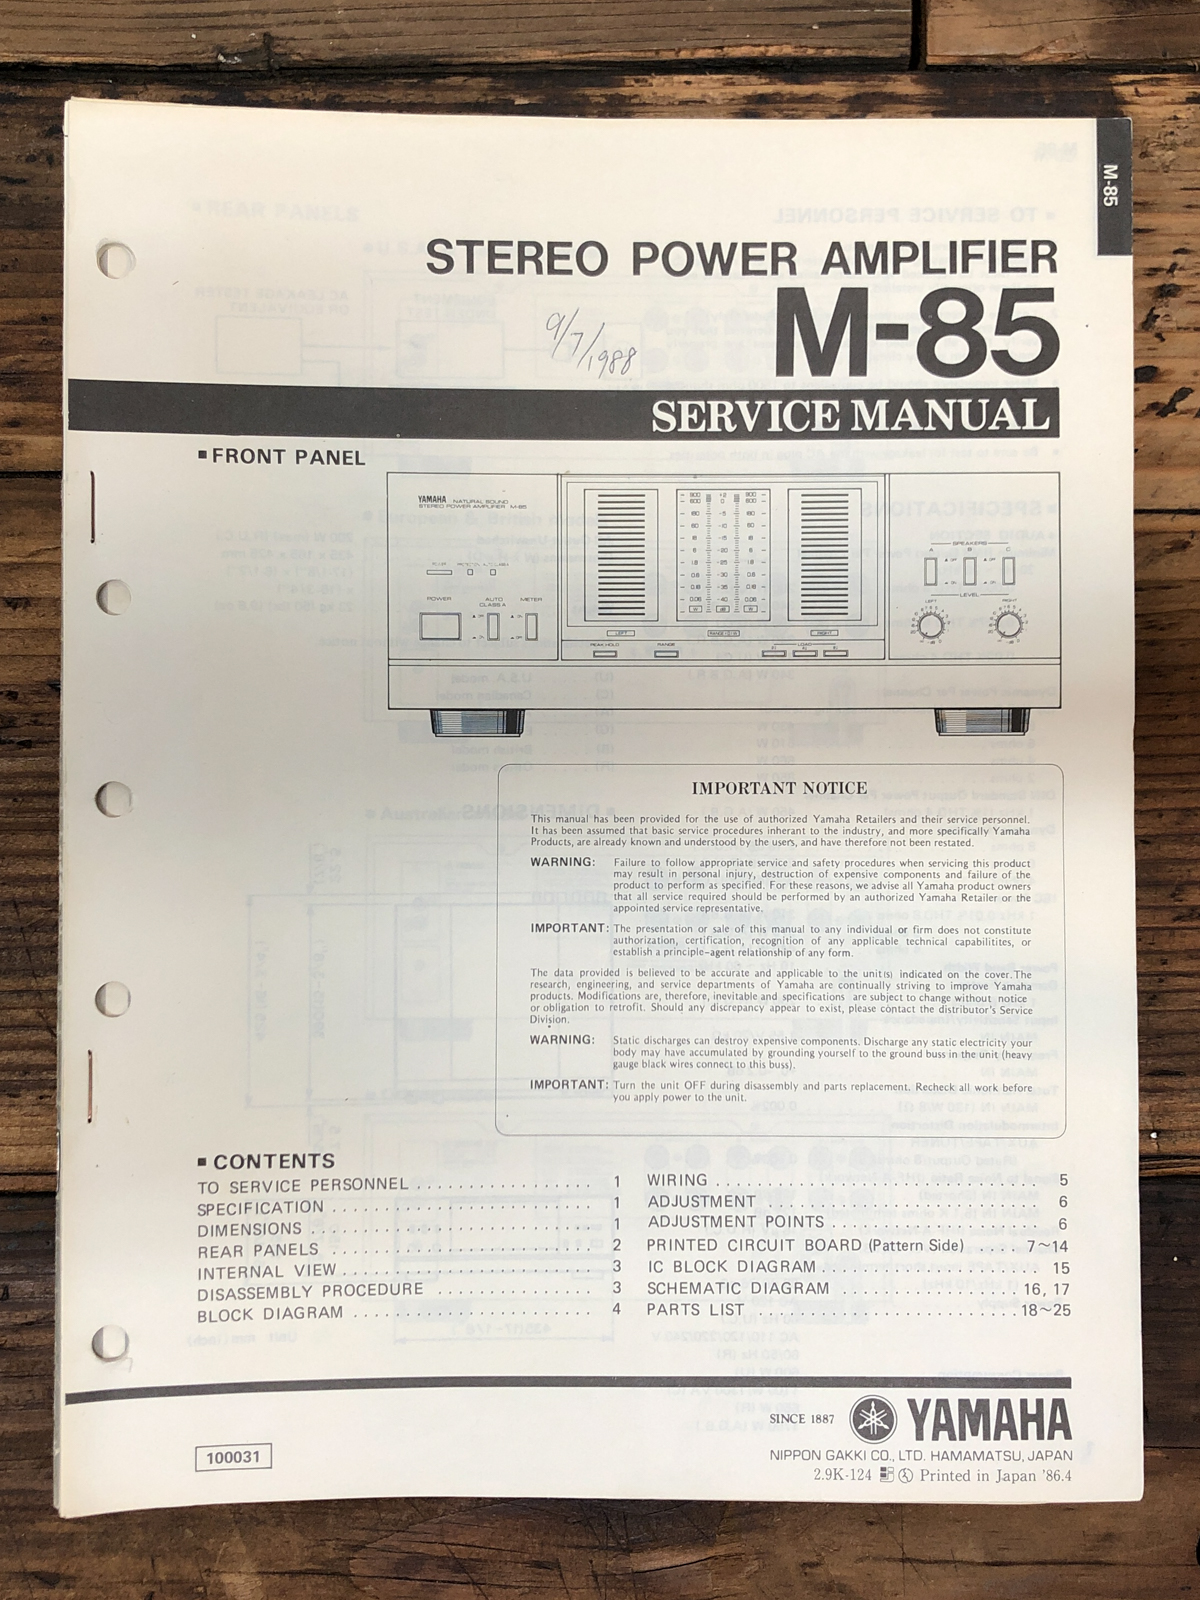 M-85
STEREO POWER AMPLIFIER
M-85
9/7/1988
SERVICE MANUAL
■ FRONT PANEL
YAMAHA NATURAL SOUND
STEREO POWER AMPLIFIER M-85
POWER
AUTO
CLASS A
METER
LEFT
RIGHT
PEAK HOLD
RANGE
LOAD
SPEAKERS
A B C
LEVEL
LEFT
RIGHT
IMPORTANT NOTICE
This manual has been provided for the use of authorized Yamaha Retailers and their service personnel.
It has been assumed that basic service procedures inherant to the industry, and more specifically Yamaha
Products, are already known and understood by the users, and have therefore not been restated.
WARNING: Failure to follow appropriate service and safety procedures when servicing this product
may result in personal injury, destruction of expensive components and failure of the
product to perform as specified. For these reasons, we advise all Yamaha product owners
that all service required should be performed by an authorized Yamaha Retailer or the
appointed service representative.
IMPORTANT: The presentation or sale of this manual to any individual or firm does not constitute
authorization, certification, recognition of any applicable technical capabilitites, or
establish a principle-agent relationship of any form.
The data provided is believed to be accurate and applicable to the unit(s) indicated on the cover. The
research, engineering, and service departments of Yamaha are continually striving to improve Yamaha
products. Modifications are, therefore, inevitable and specifications are subject to change without notice
or obligation to retrofit. Should any discrepancy appear to exist, please contact the distributor's Service
Division.
WARNING: Static discharges can destroy expensive components. Discharge any static electricity your
body may have accumulated by grounding yourself to the ground buss in the unit (heavy
gauge black wires connect to this buss).
IMPORTANT: Turn the unit OFF during disassembly and parts replacement. Recheck all work before
you apply power to the unit.
■ CONTENTS
TO SERVICE PERSONNEL . . . . . . . . . . . . . . . . . 1
SPECIFICATION . . . . . . . . . . . . . . . . . . . . . . . . 1
DIMENSIONS . . . . . . . . . . . . . . . . . . . . . . . . . . 1
REAR PANELS . . . . . . . . . . . . . . . . . . . . . . . . . 2
INTERNAL VIEW . . . . . . . . . . . . . . . . . . . . . . . 3
DISASSEMBLY PROCEDURE . . . . . . . . . . . . . . . 3
BLOCK DIAGRAM . . . . . . . . . . . . . . . . . . . . . . 4
WIRING . . . . . . . . . . . . . . . . . . . . . . . . . . . . . 5
ADJUSTMENT . . . . . . . . . . . . . . . . . . . . . . . . . 6
ADJUSTMENT POINTS . . . . . . . . . . . . . . . . . . . 6
PRINTED CIRCUIT BOARD (Pattern Side) . . . . 7~14
IC BLOCK DIAGRAM . . . . . . . . . . . . . . . . . . . . 15
SCHEMATIC DIAGRAM . . . . . . . . . . . . . . . . 16, 17
PARTS LIST . . . . . . . . . . . . . . . . . . . . . . . . 18~25
SINCE 1887 YAMAHA
100031
NIPPON GAKKI CO., LTD. HAMAMATSU, JAPAN
2.9K-124 Printed in Japan '86.4